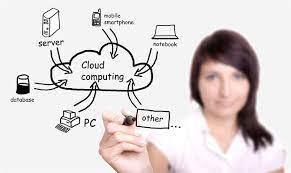 mobile
smartphone
server
notebook
Cloud
computing
database
PC
other
...